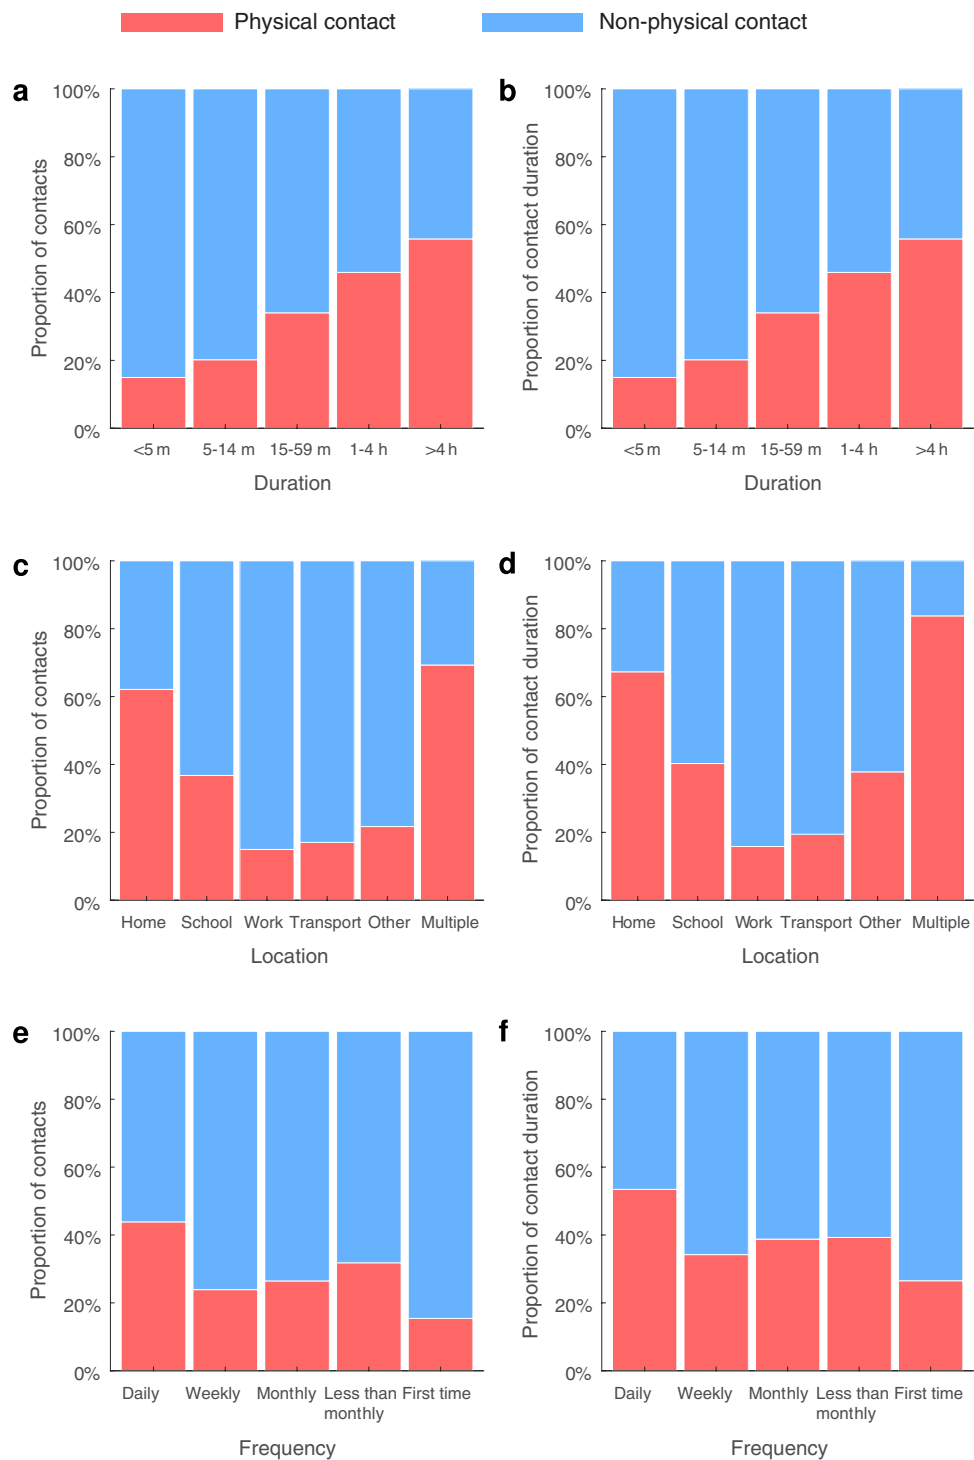 Physical contact
Non-physical contact
a
Proportion of contacts
100%
80%
60%
40%
20%
0%
<5 m
5-14 m
15-59 m
1-4 h
>4 h
Duration
b
Proportion of contact duration
100%
80%
60%
40%
20%
0%
<5 m
5-14 m
15-59 m
1-4 h
>4 h
Duration
c
Proportion of contacts
100%
80%
60%
40%
20%
0%
Home
School
Work
Transport
Other
Multiple
Location
d
Proportion of contact duration
100%
80%
60%
40%
20%
0%
Home
School
Work
Transport
Other
Multiple
Location
e
Proportion of contacts
100%
80%
60%
40%
20%
0%
Daily
Weekly
Monthly
Less than
monthly
First time
Frequency
f
Proportion of contact duration
100%
80%
60%
40%
20%
0%
Daily
Weekly
Monthly
Less than
monthly
First time
Frequency